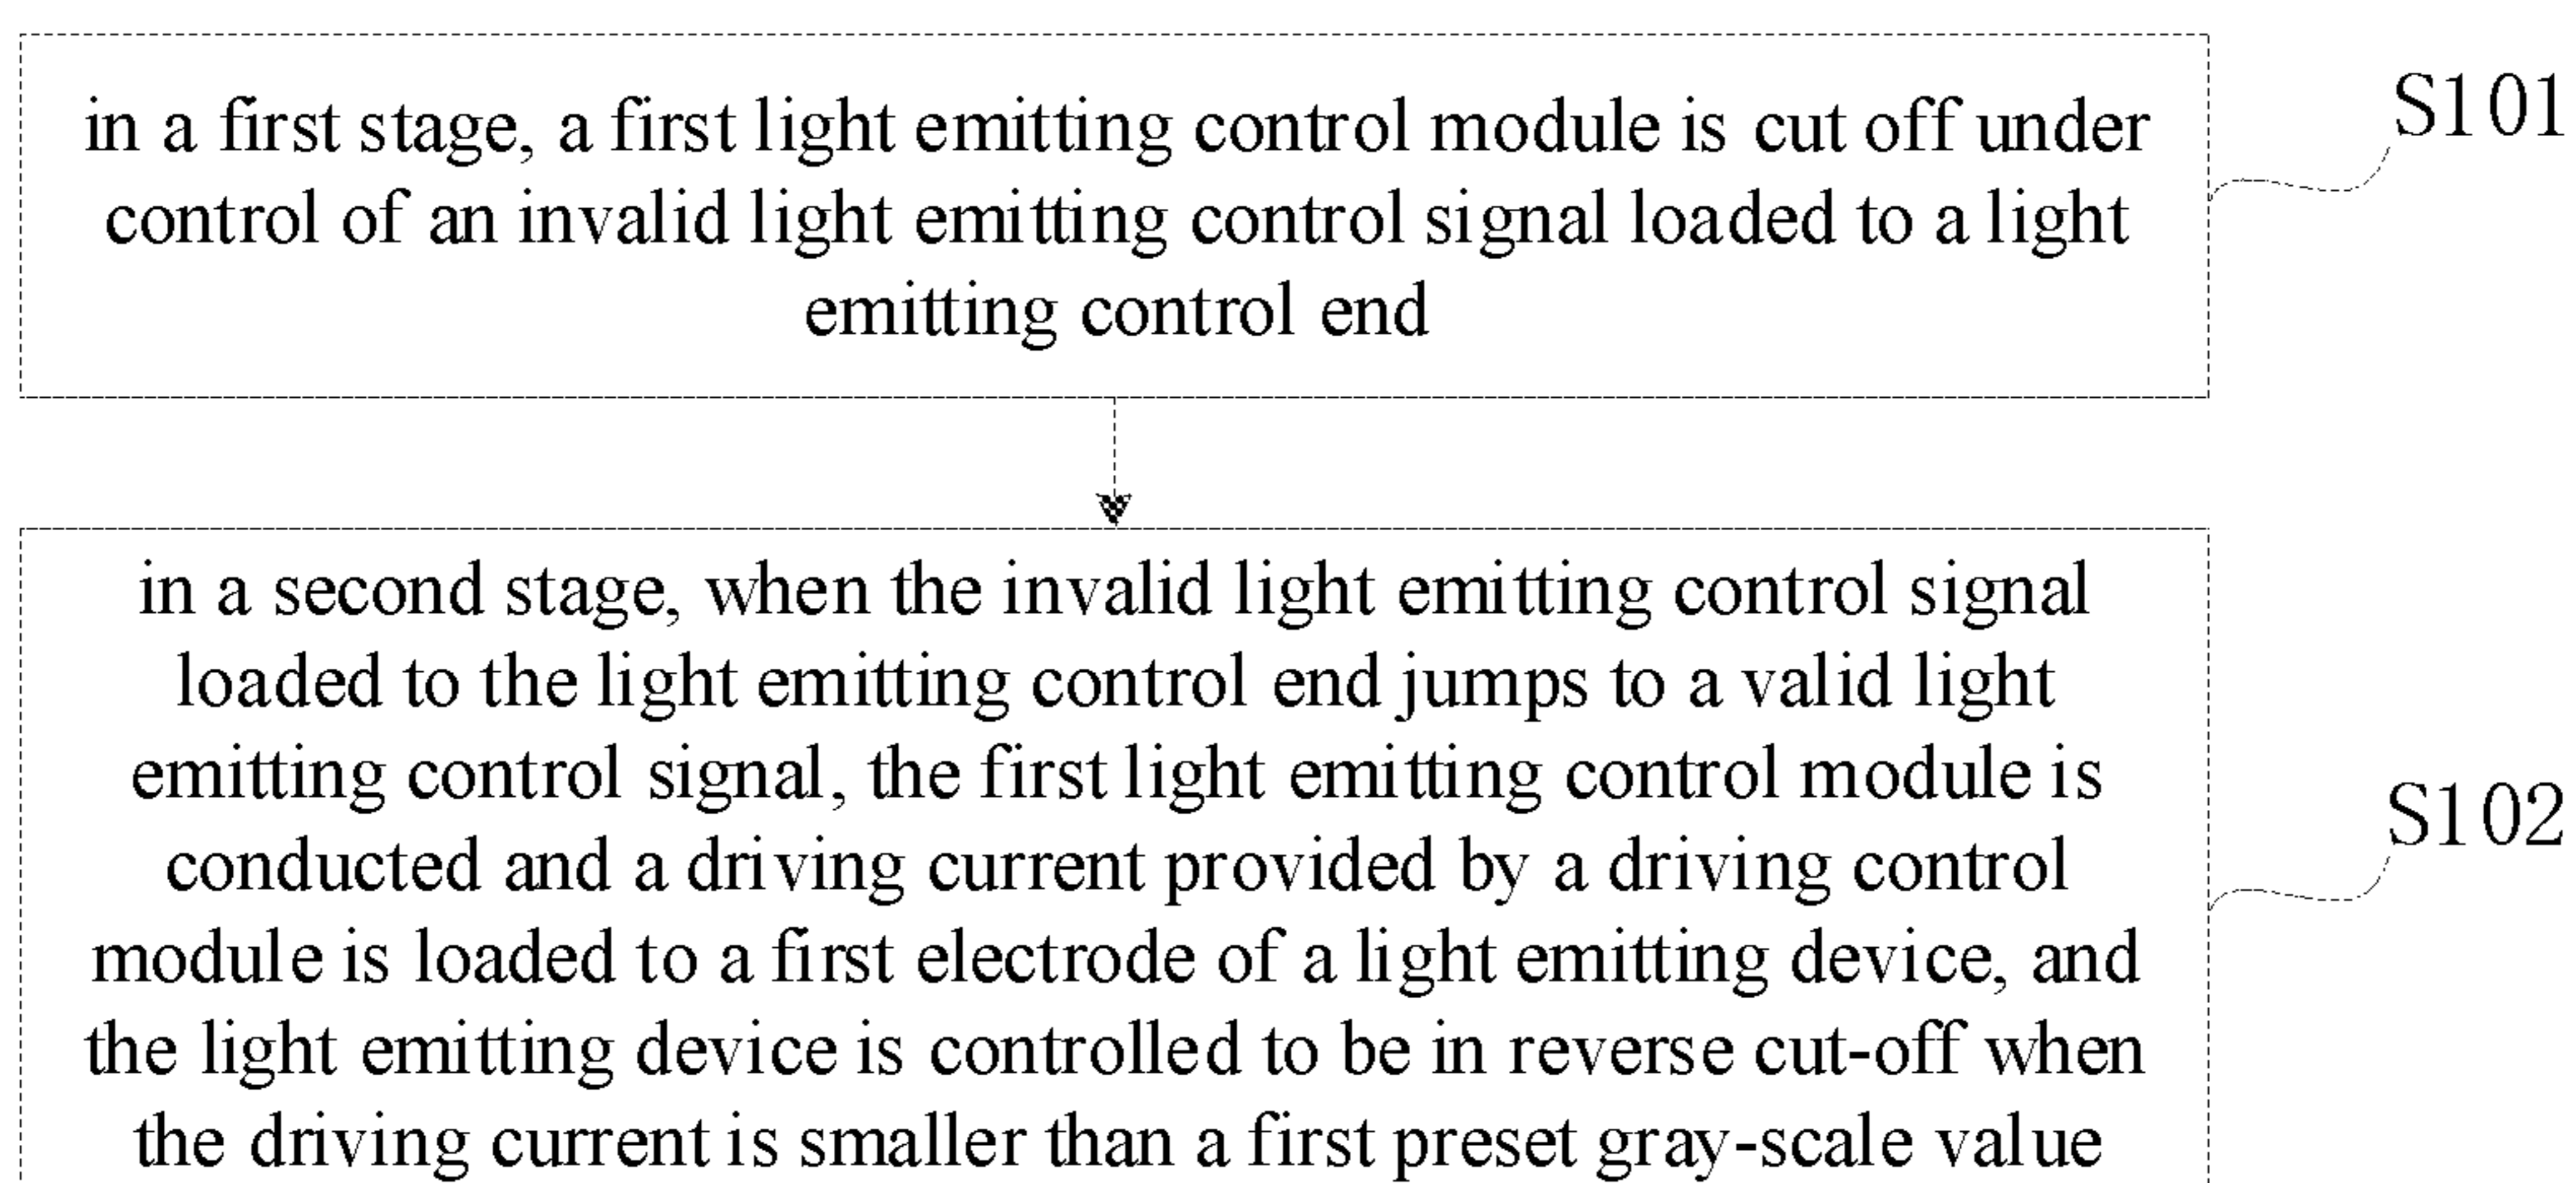 in a first stage, a first light emitting control module is cut off under
control of an invalid light emitting control signal loaded to a light
emitting control end
S101
in a second stage, when the invalid light emitting control signal
loaded to the light emitting control end jumps to a valid light
emitting control signal, the first light emitting control module is
conducted and a driving current provided by a driving control
module is loaded to a first electrode of a light emitting device, and
the light emitting device is controlled to be in reverse cut-off when
the driving current is smaller than a first preset gray-scale value
S102